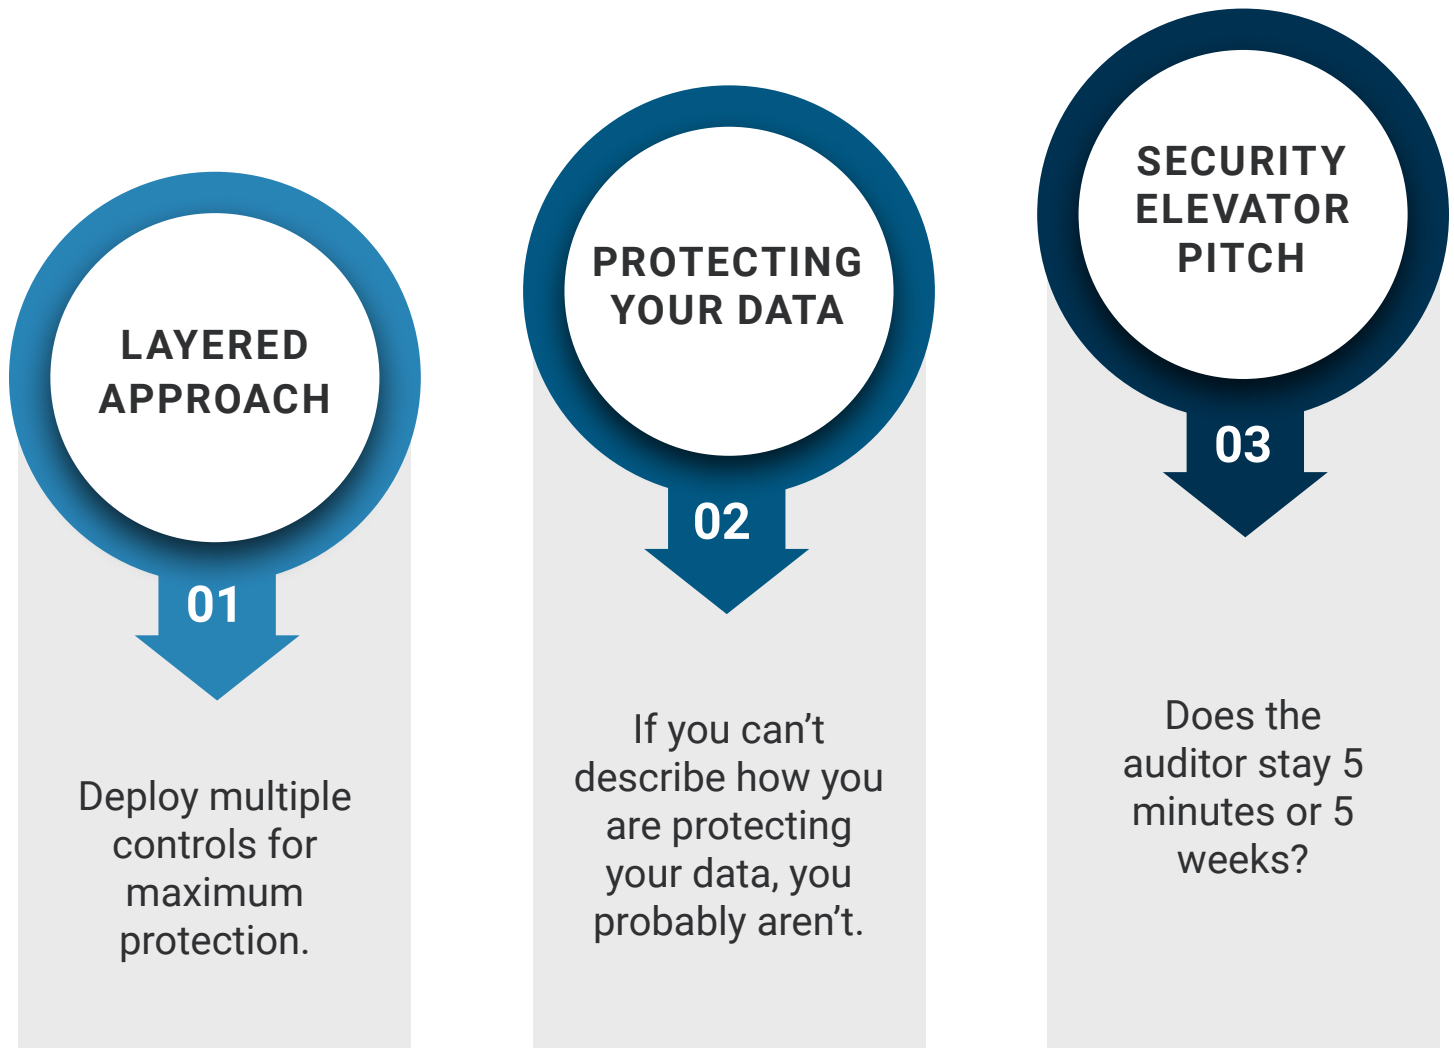 LAYERED
APPROACH
01
Deploy multiple
controls for
maximum
protection.
PROTECTING
YOUR DATA
02
If you can’t
describe how you
are protecting
your data, you
probably aren’t.
SECURITY
ELEVATOR
PITCH
03
Does the
auditor stay 5
minutes or 5
weeks?